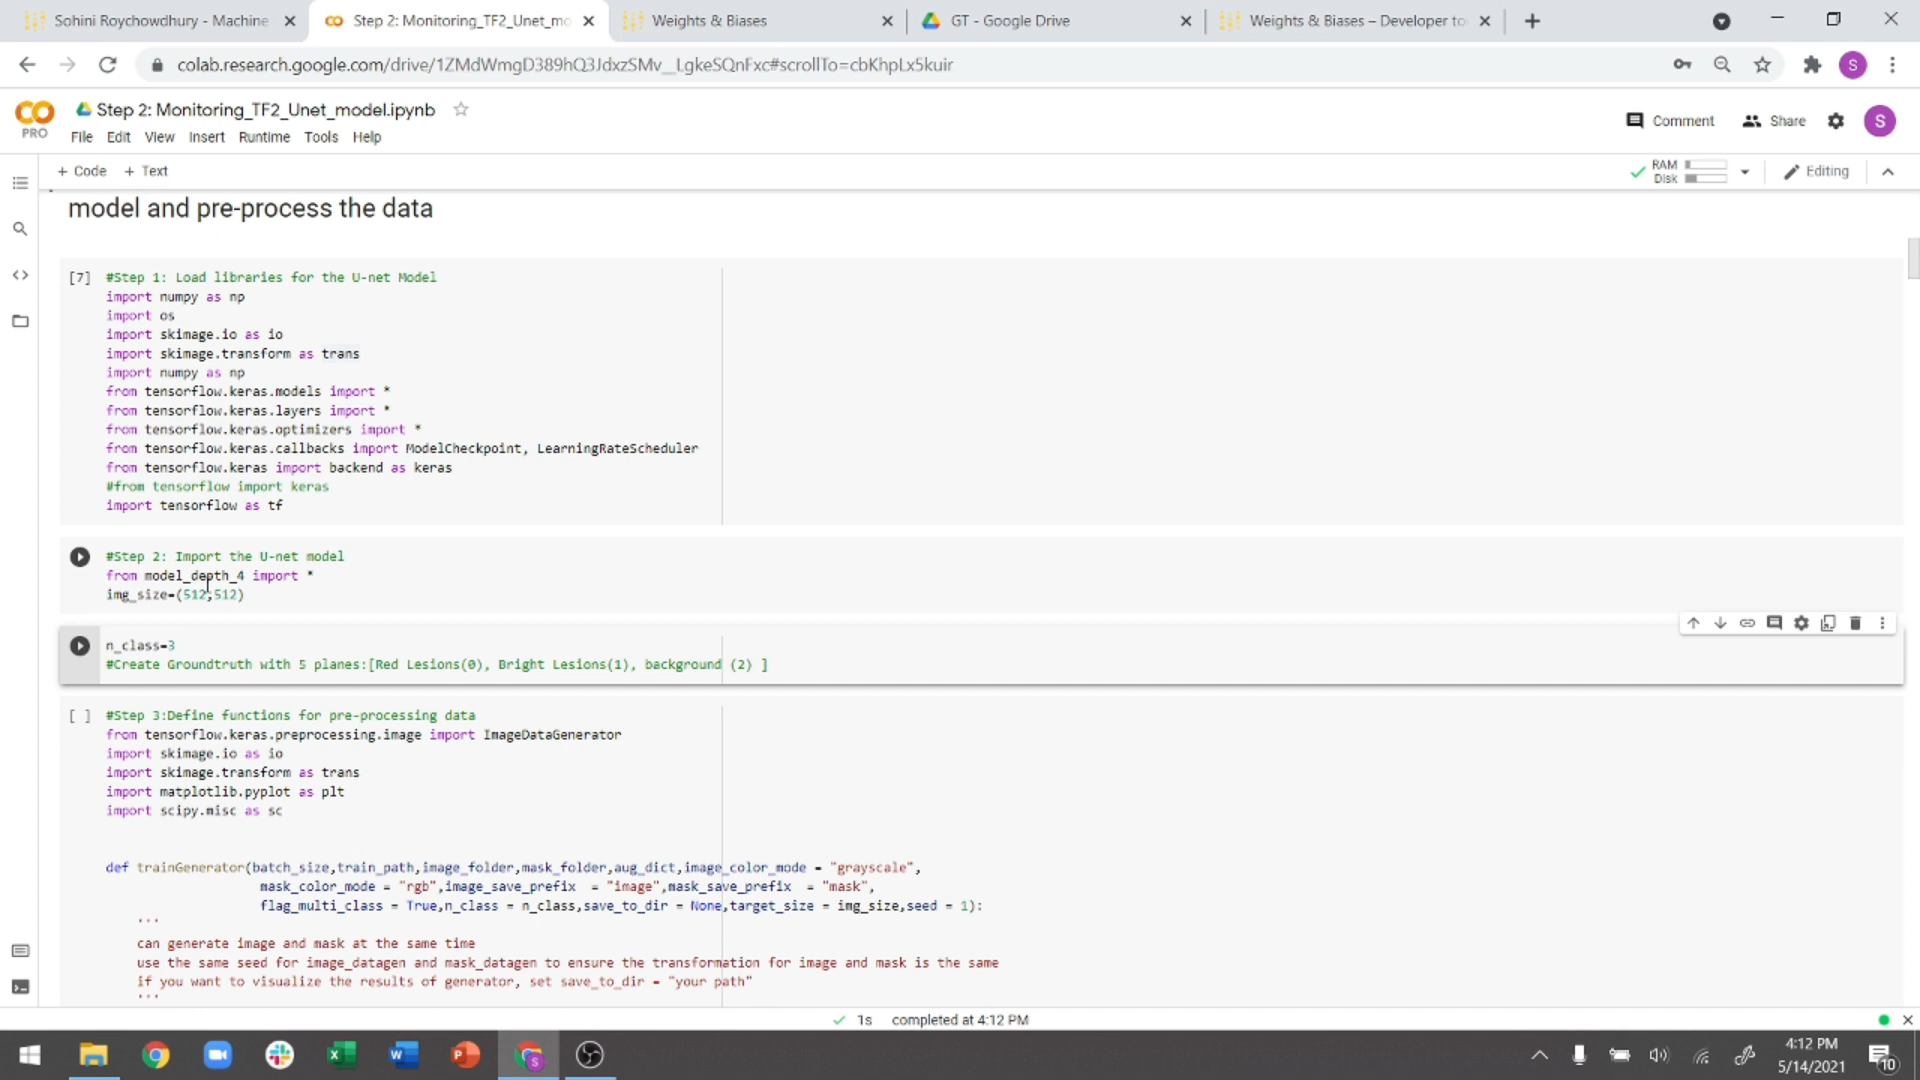 Sohini Roychowdhury - Machine
Step 2: Monitoring_TF2_Unet_mo
Weights & Biases
GT - Google Drive
Weights & Biases – Developer to
colab.research.google.com/drive/1ZMdWmgD389hQ3JdxzSMv__LgkeSQnFxc#scrollTo=cbKhpLx5kuir
S
PRO
Step 2: Monitoring_TF2_Unet_model.ipynb
Comment
Share
S
File Edit View Insert Runtime Tools Help
+ Code + Text
RAM
Disk
Editing
model and pre-process the data
[7] #Step 1: Load libraries for the U-net Model
import numpy as np
import os
import skimage.io as io
import skimage.transform as trans
import numpy as np
from tensorflow.keras.models import *
from tensorflow.keras.layers import *
from tensorflow.keras.optimizers import *
from tensorflow.keras.callbacks import ModelCheckpoint, LearningRateScheduler
from tensorflow.keras import backend as keras
#from tensorflow import keras
import tensorflow as tf
#Step 2: Import the U-net model
from model_depth_4 import *
img_size=(512,512)
n_class=3
#Create Groundtruth with 5 planes:[Red Lesions(0), Bright Lesions(1), background (2) ]
[ ] #Step 3:Define functions for pre-processing data
from tensorflow.keras.preprocessing.image import ImageDataGenerator
import skimage.io as io
import skimage.transform as trans
import matplotlib.pyplot as plt
import scipy.misc as sc
def trainGenerator(batch_size,train_path,image_folder,mask_folder,aug_dict,image_color_mode = "grayscale",
mask_color_mode = "rgb",image_save_prefix = "image",mask_save_prefix = "mask",
flag_multi_class = True,n_class = n_class,save_to_dir = None,target_size = img_size,seed = 1):
'''
can generate image and mask at the same time
use the same seed for image_datagen and mask_datagen to ensure the transformation for image and mask is the same
if you want to visualize the results of generator, set save_to_dir = "your path"
'''
1s completed at 4:12 PM
4:12 PM
5/14/2021
10